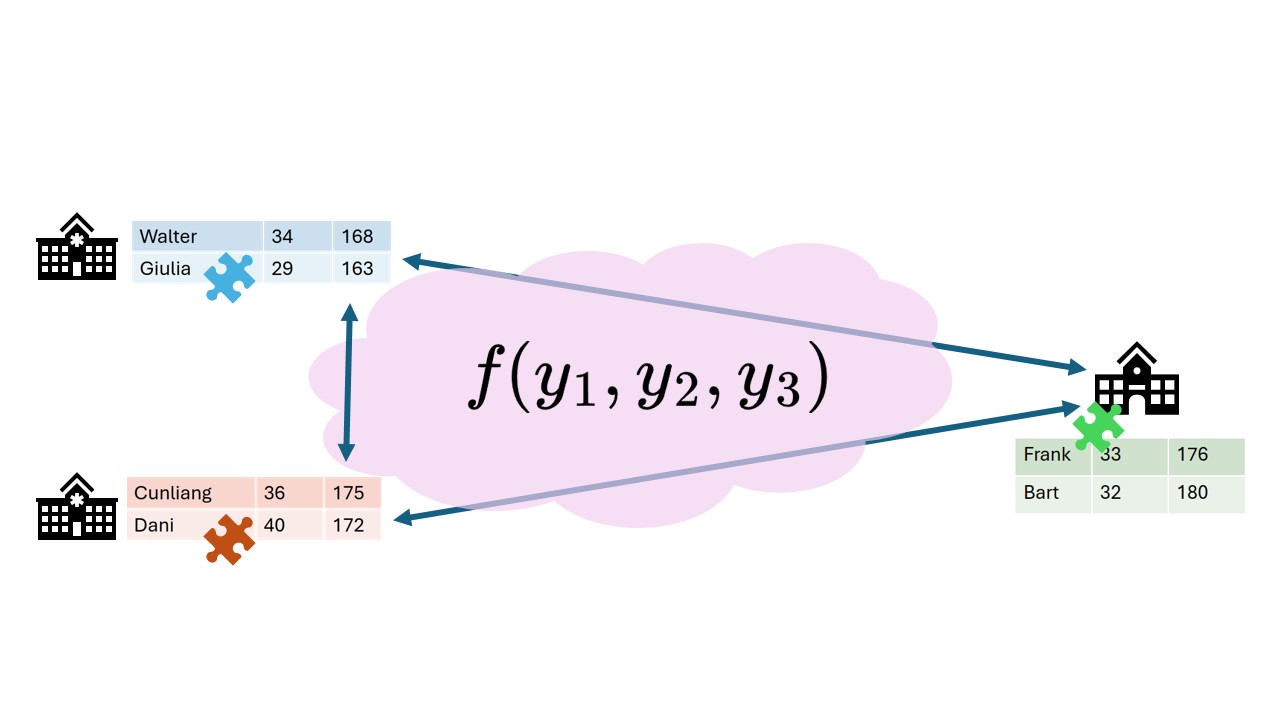 Walter 34 168
Giulia 29 163
f(y₁, y₂, y₃)
Cunliang 36 175
Dani 40 172
Frank 33 176
Bart 32 180